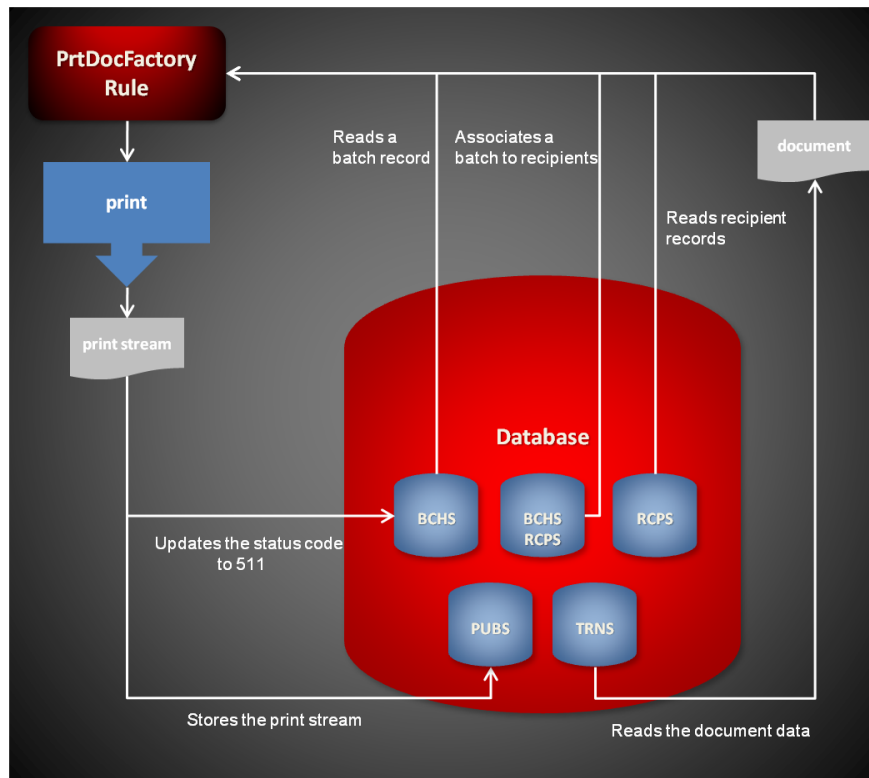 PrtDocFactory
Rule
Reads a
batch record
Associates a
batch to recipients
document
print
Reads recipient
records
print stream
Database
BCHS
BCHS
RCPS
RCPS
Updates the status code
to 511
PUBS
TRNS
Stores the print stream
Reads the document data